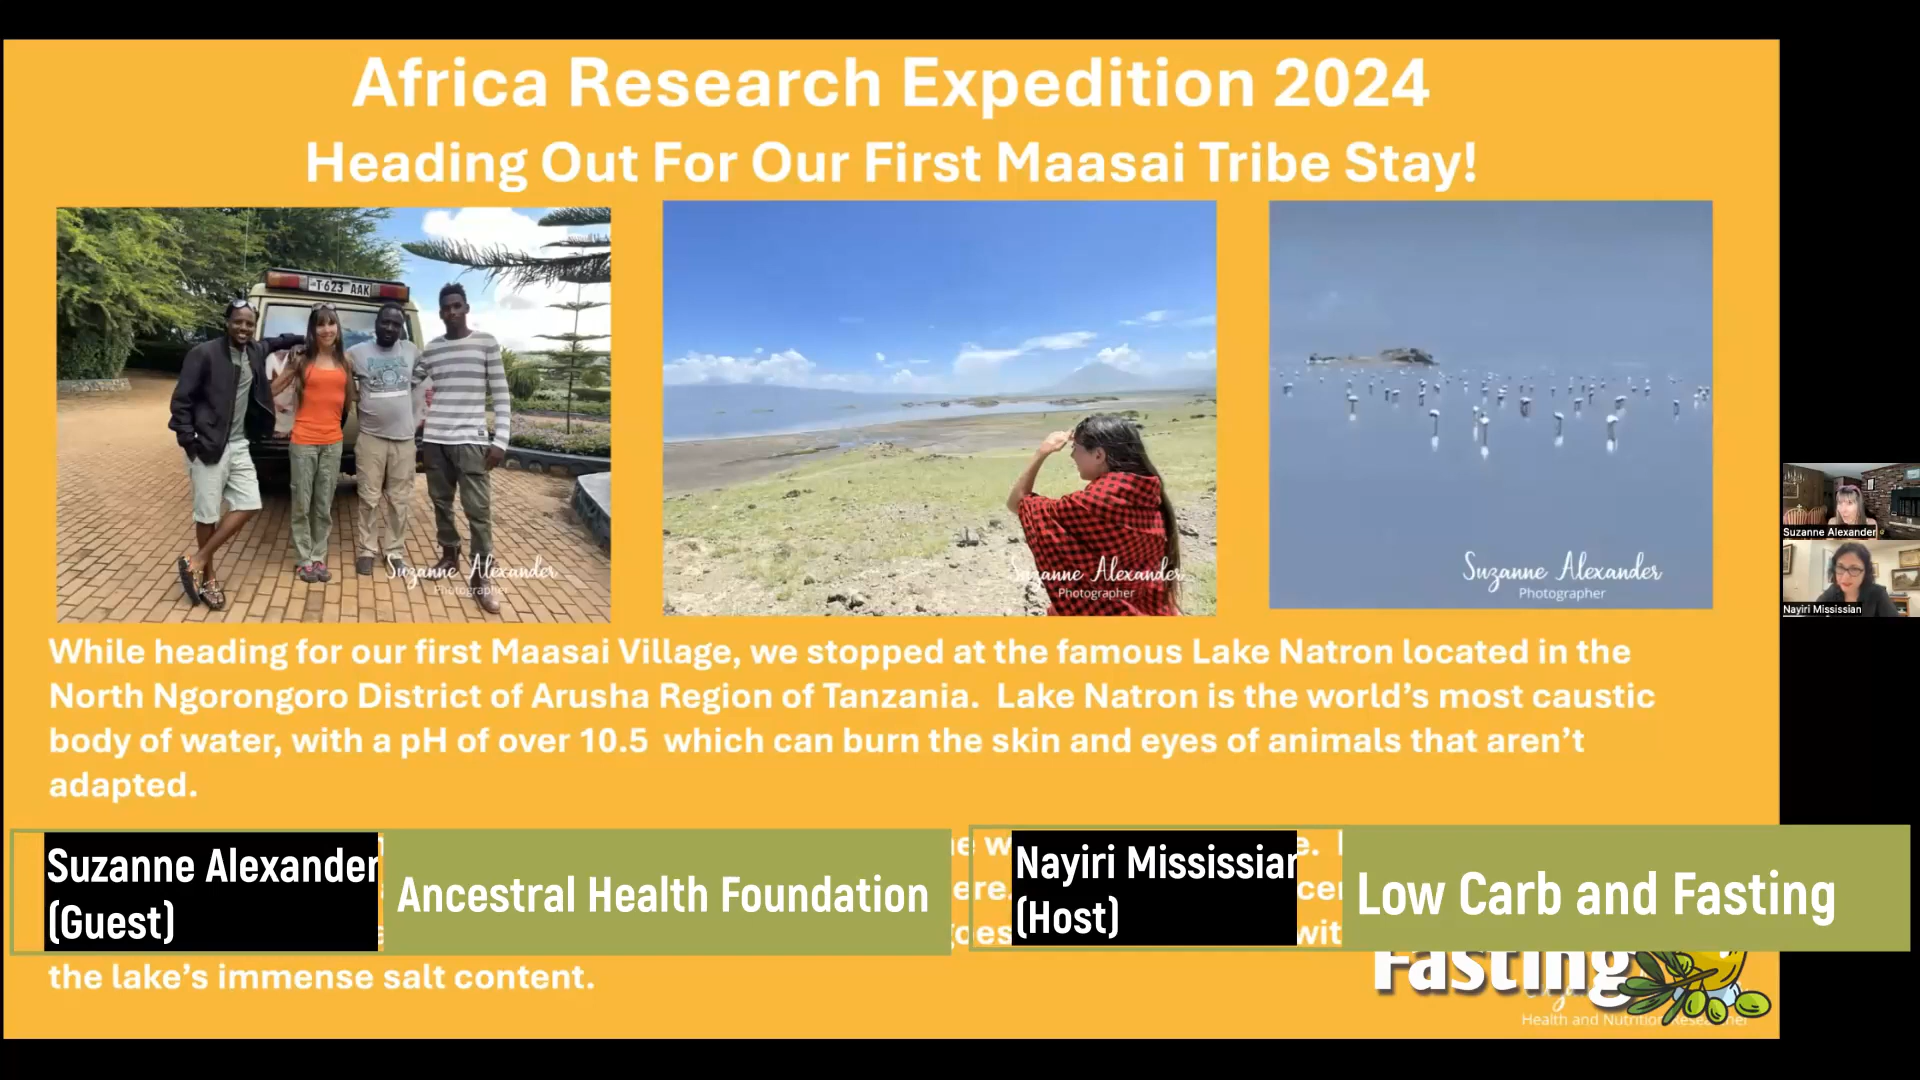 Africa Research Expedition 2024
Heading Out For Our First Maasai Tribe Stay!
T623 AAK
Suzanne Alexander
Photographer
Suzanne Alexander
Photographer
Suzanne Alexander
Photographer
Suzanne Alexander
Nayiri Mississian
While heading for our first Maasai Village, we stopped at the famous Lake Natron located in the
North Ngorongoro District of Arusha Region of Tanzania. Lake Natron is the world’s most caustic
body of water, with a pH of over 10.5 which can burn the skin and eyes of animals that aren’t
adapted.
Suzanne Alexander
(Guest)
Ancestral Health Foundation
Nayiri Mississian
(Host)
Low Carb and Fasting
the lake’s immense salt content.
Fasting
Health and Nutrition Researcher